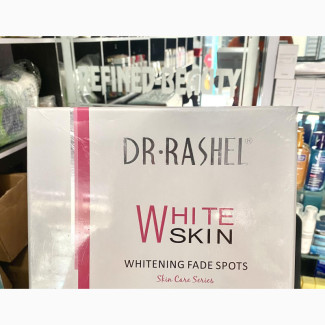 REFINED BEAUTY
DR·RASHEL
WHITE
SKIN
WHITENING FADE SPOTS
Skin Care Series